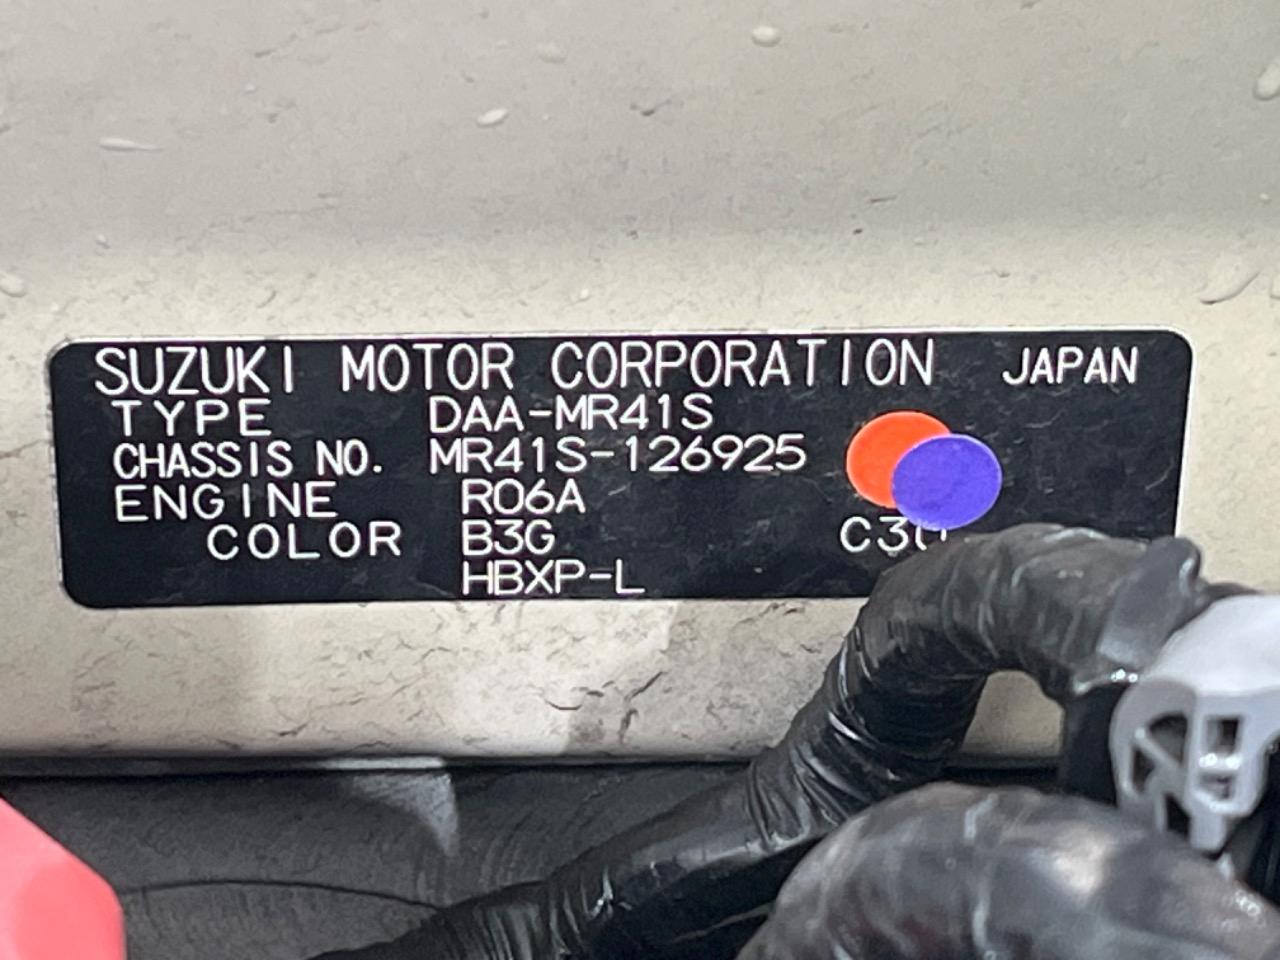 SUZUKI MOTOR CORPORATION JAPAN
TYPE DAA-MR41S
CHASSIS NO. MR41S-126925
ENGINE R06A
COLOR B3G
HBXP-L